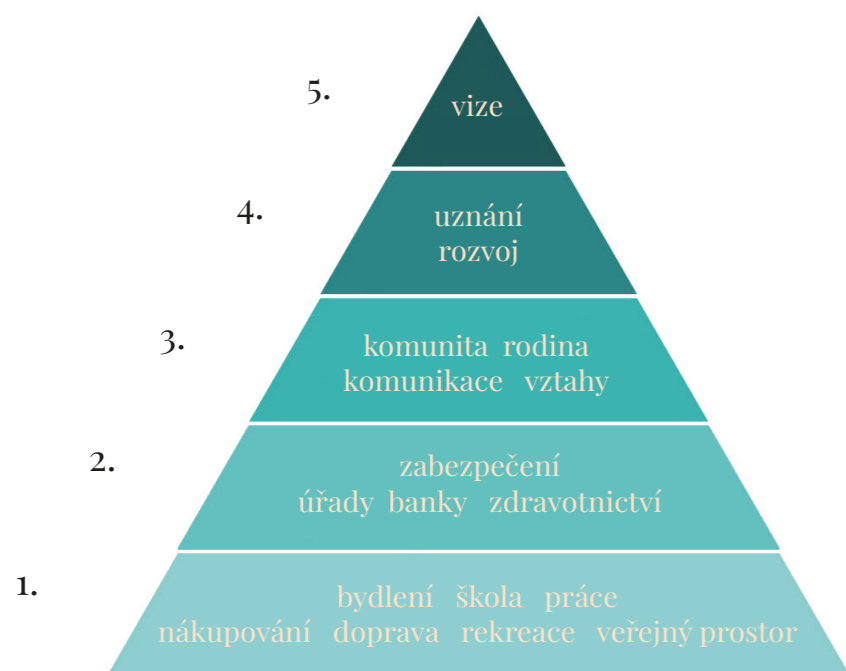 5.
vize
4.
uznání
rozvoj
3.
komunita rodina
komunikace vztahy
2.
zabezpečení
úřady banky zdravotnictví
1.
bydlení škola práce
nákupování doprava rekreace veřejný prostor